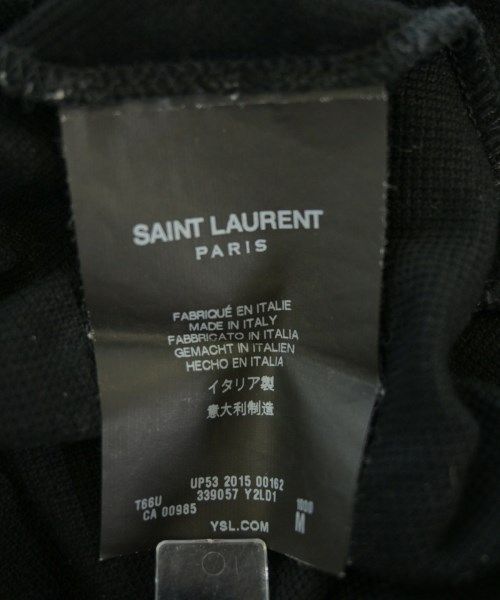 SAINT LAURENT
PARIS
FABRIQUÉ EN ITALIE
MADE IN ITALY
FABBRICATO IN ITALIA
GEMACHT IN ITALIEN
HECHO EN ITALIA
イタリア製
意大利制造
UP53 2015 00162
T66U 339057 Y2LD1 1000
CA 00985 M
YSL.COM